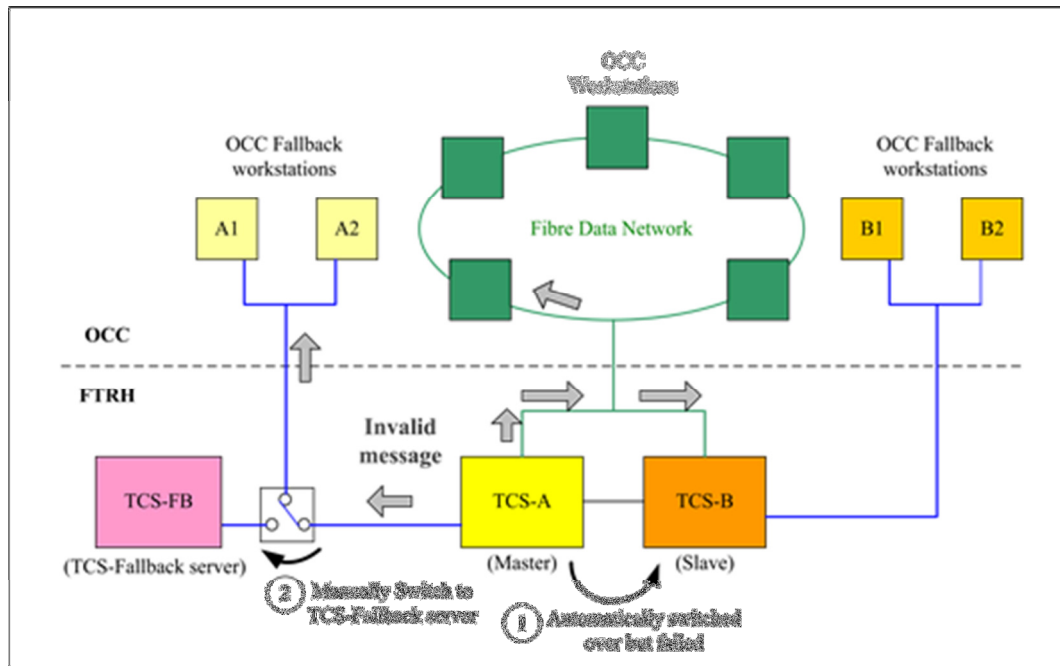 OCC
Workstations
OCC Fallback
workstations
OCC Fallback
workstations
A1
A2
B1
B2
Fibre Data Network
OCC
FTRH
Invalid
message
TCS-FB
TCS-A
TCS-B
(TCS-Fallback server)
(Master)
(Slave)
2 Manually Switch to
TCS-Fallback server
1 Automatically switched
over but failed